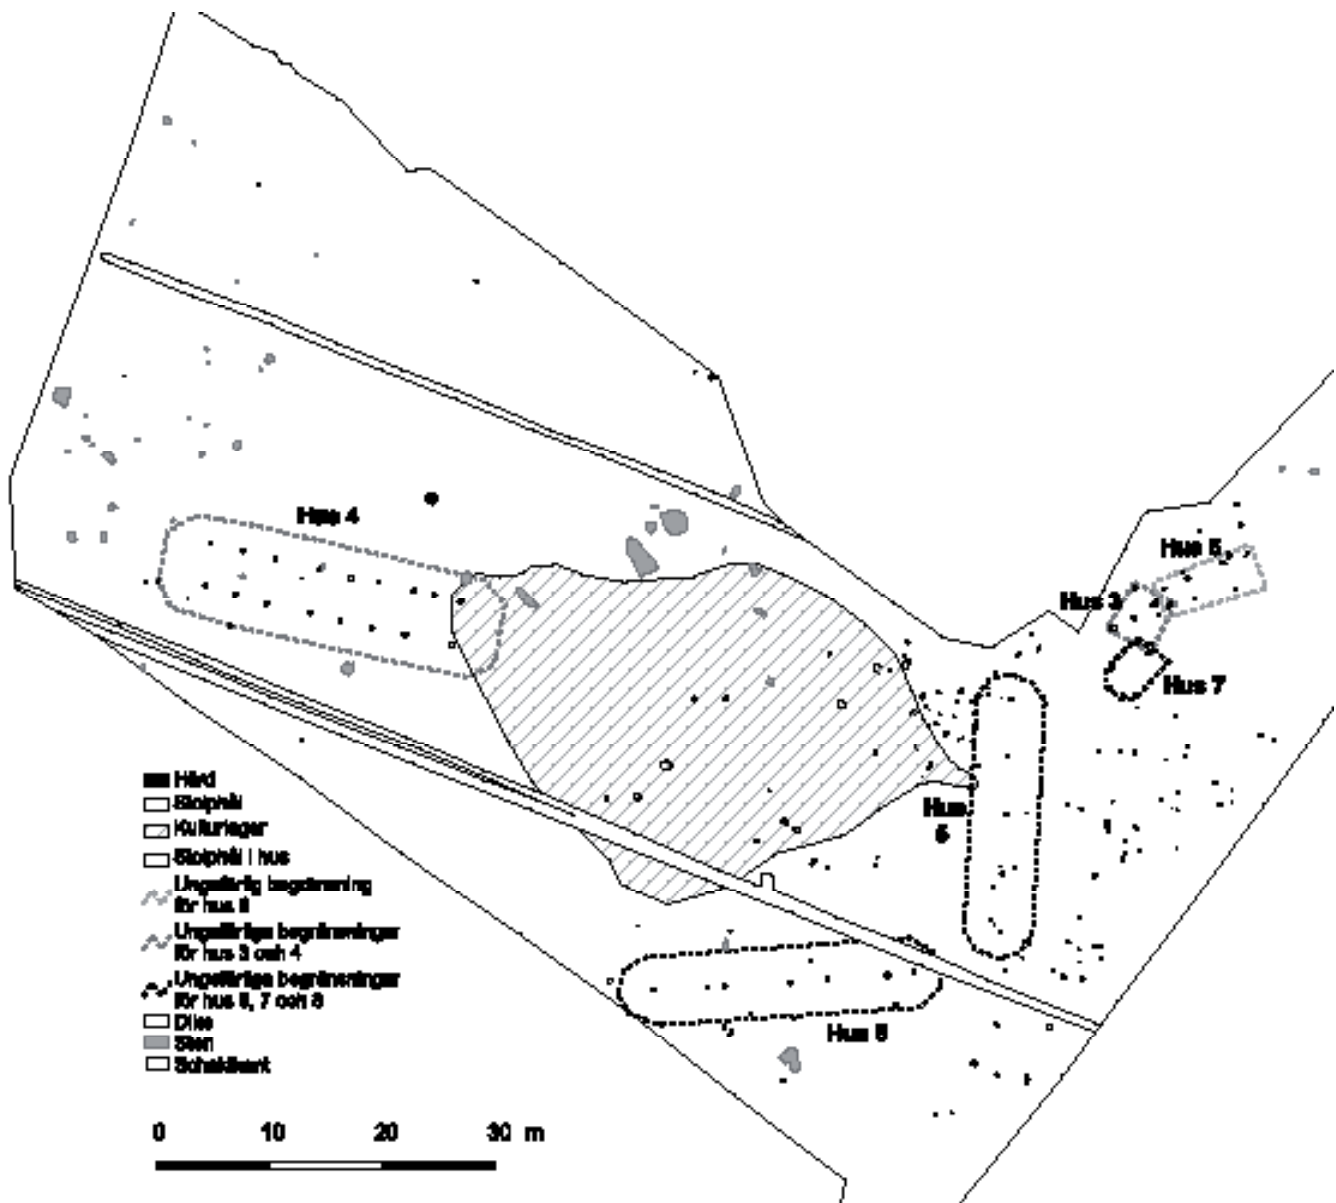 Hus 4
Hus 5
Hus 3
Hus 7
Hus
Hus
Härd
Stolphål
Kulturlager
Stolphål i hus
Ungefärlig begränsning
för hus 5
Ungefärliga begränsningar
för hus 3 och 4
Ungefärliga begränsningar
för hus 6, 7 och 8
Dike
Sten
Schaktkant
0 10 20 30 m